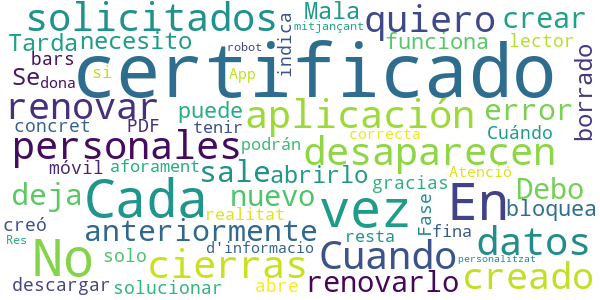 solicitados Mala quiero crear
Tarda necesito mitjançant funciona lector
bars robot indica
Se dona si certificado App borrado
renovar puede aplicación error
concret PDF tenir correcta Cuándo
personales podrán desaparecen
móvil aforament sale abrirlo gracias Atenció
deja Cada nuevo vez En Debo
realitat Fase bloquea
creó anteriormente resta fina
Res No solo d'informacio Cuando datos
cierras personalitzat
descargar solucionar abre renovarlo creado